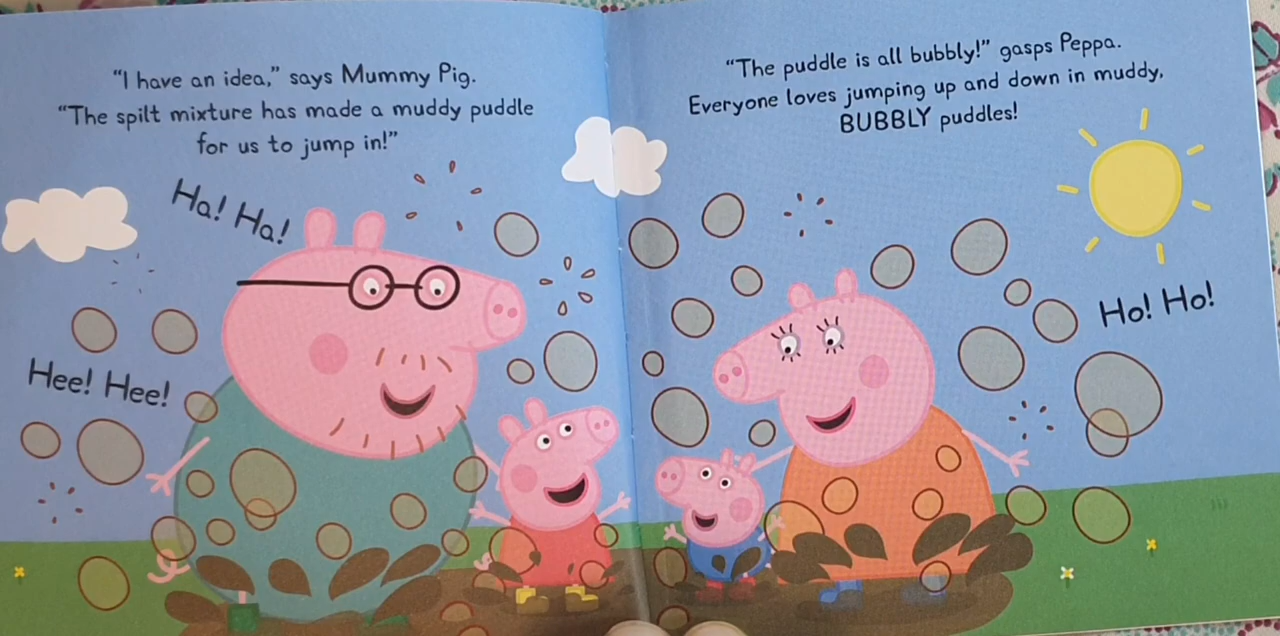 “I have an idea,” says Mummy Pig.
“The spilt mixture has made a muddy puddle
for us to jump in!”
Ha! Ha!
Hee! Hee!
“The puddle is all bubbly!” gasps Peppa.
Everyone loves jumping up and down in muddy,
BUBBLY puddles!
Ho! Ho!